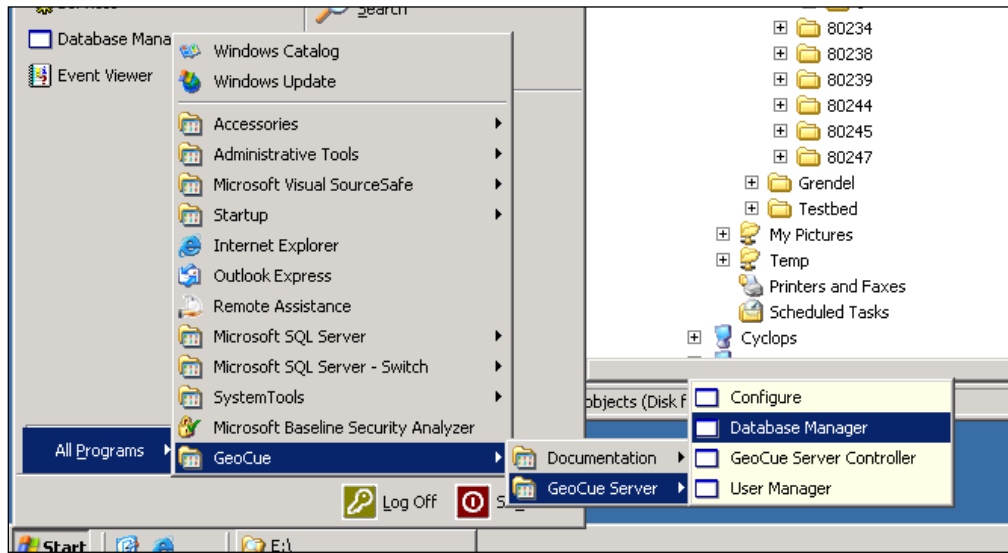 Search
Database Mana
Event Viewer
Windows Catalog
Windows Update
Accessories
Administrative Tools
Microsoft Visual SourceSafe
Startup
Internet Explorer
Outlook Express
Remote Assistance
Microsoft SQL Server
Microsoft SQL Server - Switch
SystemTools
Microsoft Baseline Security Analyzer
GeoCue
All Programs
Documentation
GeoCue Server
Configure
Database Manager
GeoCue Server Controller
User Manager
80234
80238
80239
80244
80245
80247
Grendel
Testbed
My Pictures
Temp
Printers and Faxes
Scheduled Tasks
Cyclops
objects (Disk f
Log Off
Start
E:\